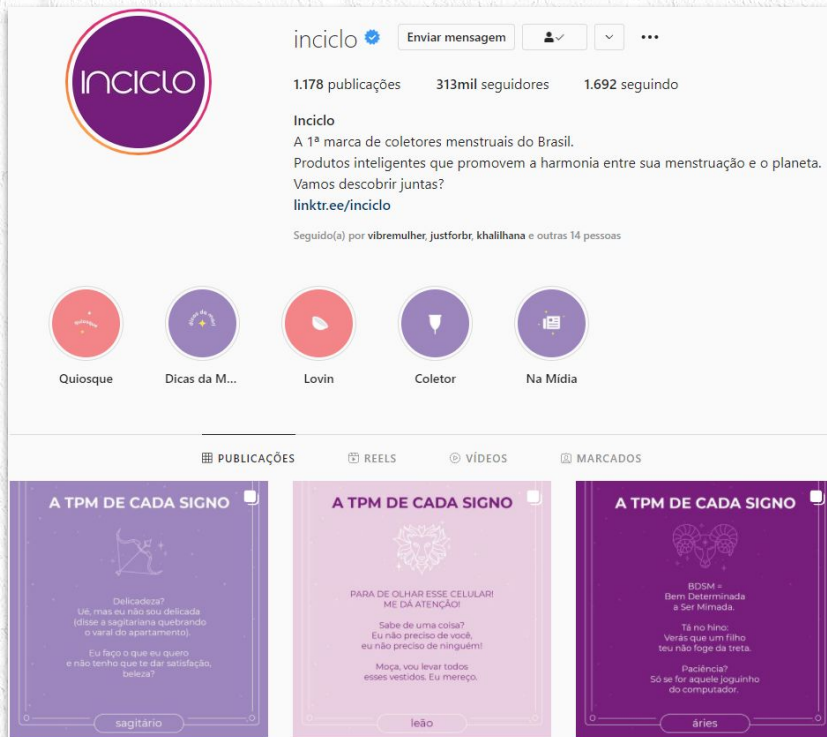 INCICLO
inciclo
Enviar mensagem
1.178 publicações 313mil seguidores 1.692 seguindo
Inciclo
A 1ª marca de coletores menstruais do Brasil.
Produtos inteligentes que promovem a harmonia entre sua menstruação e o planeta.
Vamos descobrir juntas?
linktr.ee/inciclo
Seguido(a) por vibremulher, justforbr, khalilhana e outras 14 pessoas
Quiosque
Quiosque Dicas da M... Lovin Coletor Na Mídia
PUBLICAÇÕES REELS VÍDEOS MARCADOS
A TPM DE CADA SIGNO
Delicadeza?
Ué, mas eu não sou delicada
(disse a sagitariana quebrando
o varal do apartamento).
Eu faço o que eu quero
e não tenho que te dar satisfação,
beleza?
sagitário
A TPM DE CADA SIGNO
PARA DE OLHAR ESSE CELULAR!
ME DÁ ATENÇÃO!
Sabe de uma coisa?
Eu não preciso de você,
eu não preciso de ninguém!
Moça, vou levar todos
esses vestidos. Eu mereço.
leão
A TPM DE CADA SIGNO
BDSM =
Bem Determinada
a Ser Mimada.
Tá no hino:
Verás que um filho
teu não foge da treta.
Paciência?
Só se for aquele joguinho
do computador.
áries